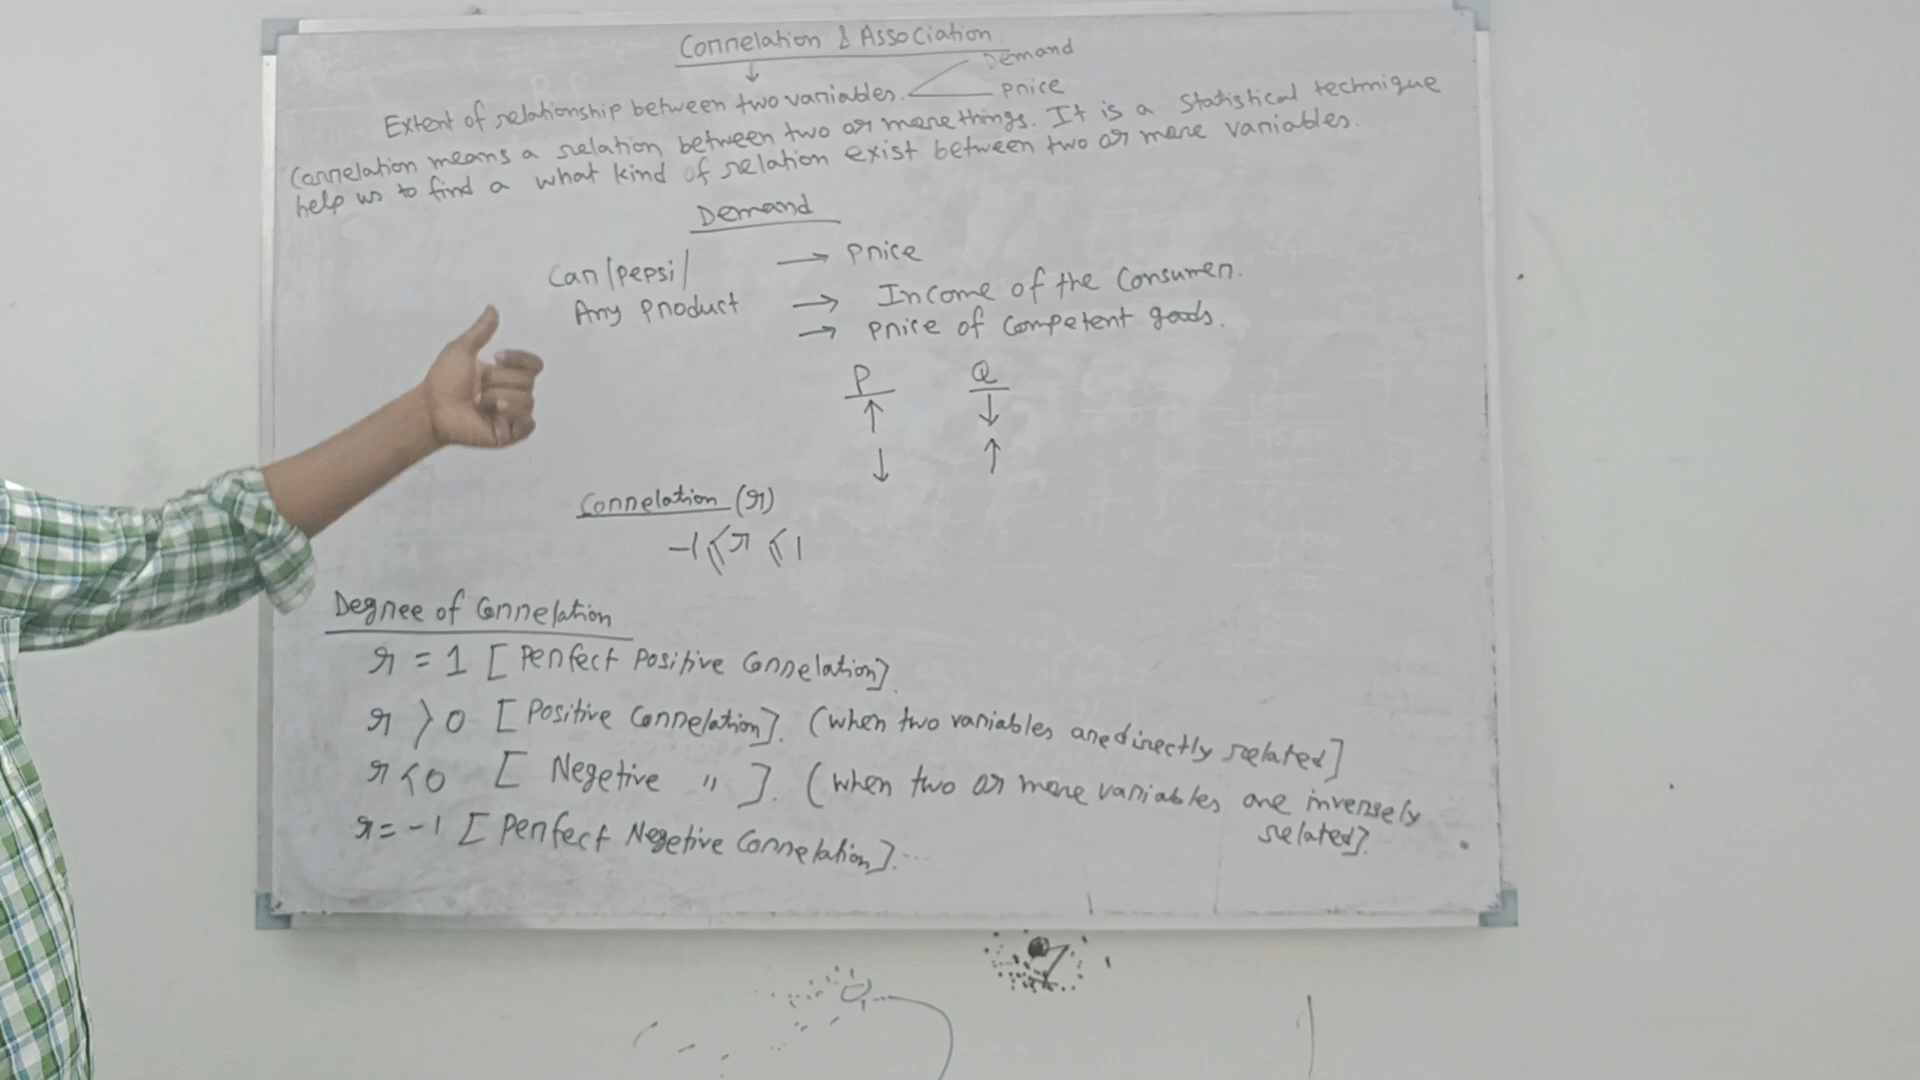 Correlation & Association
Demand
Extent of relationship between two variables.
price
Correlation means a relation between two or more things. It is a statistical technique
help us to find a what kind of relation exist between two or more variables.
Demand
Car/pepsi/ → price
Any product → Income of the Consumer.
→ price of competent goods.
P Q
↑ ↓
↓ ↑
Correlation (r)
-1 ⩽ r ⩽ 1
Degree of Correlation
r = 1 [Perfect Positive Correlation].
r > 0 [Positive Correlation]. (when two variables are directly related]
r < 0 [Negetive " ]. (when two or more variables are inversely
related].
r = -1 [Perfect Negetive Correlation]...